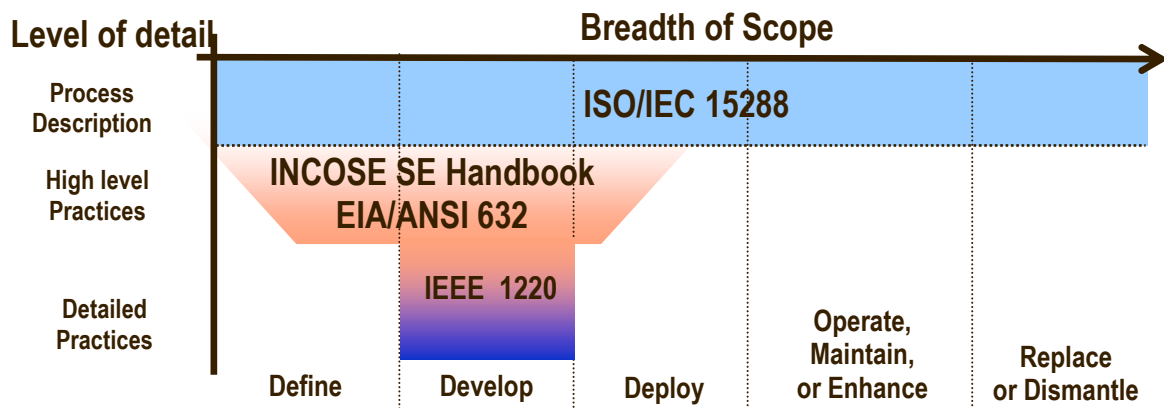 Level of detail
Breadth of Scope
Process
Description
ISO/IEC 15288
High level
Practices
INCOSE SE Handbook
EIA/ANSI 632
Detailed
Practices
IEEE 1220
Define
Develop
Deploy
Operate,
Maintain,
or Enhance
Replace
or Dismantle